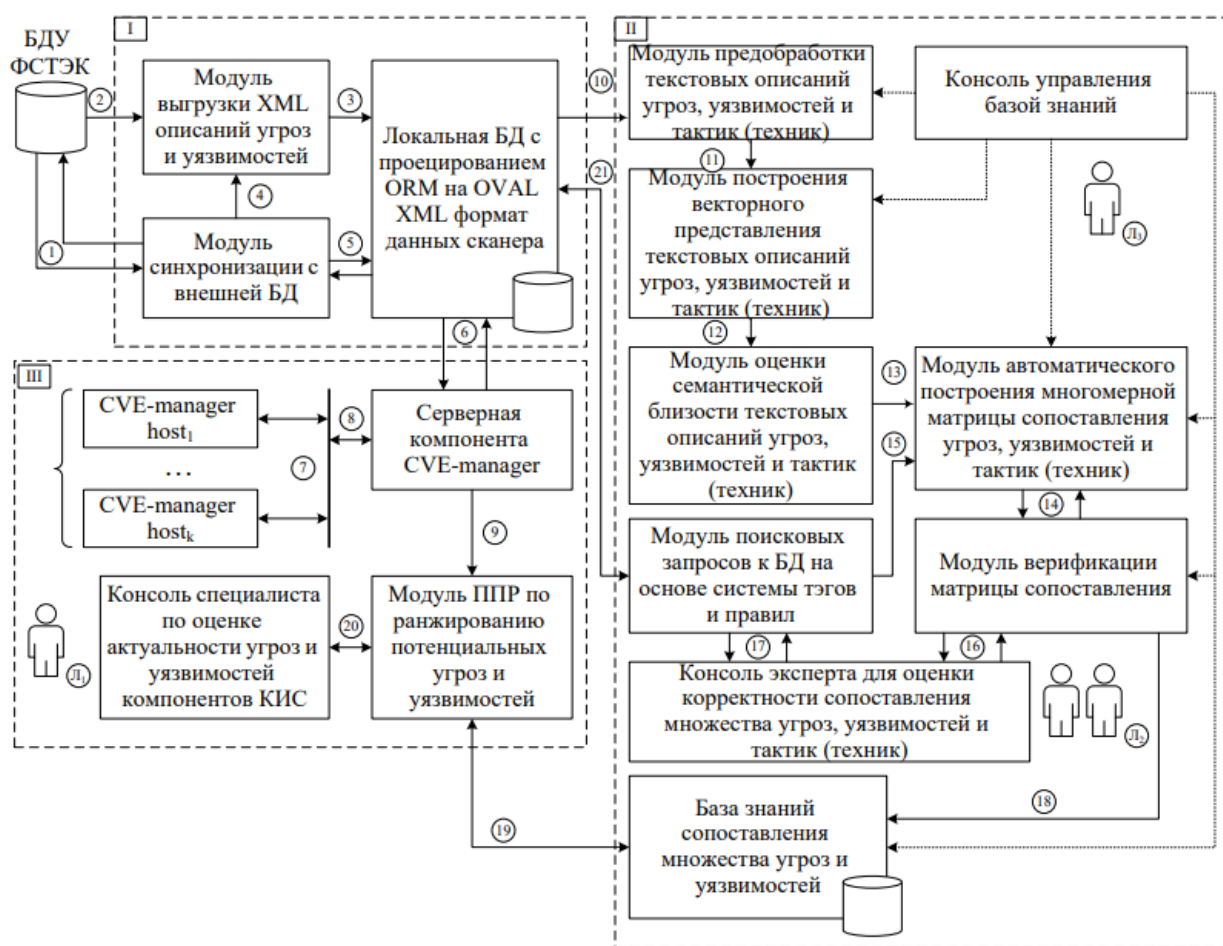 БДУ
ФСТЭК
I
Модуль
выгрузки XML
описаний угроз
и уязвимостей
Локальная БД с
проецированием
ORM на OVAL
XML формат
данных сканера
Модуль
синхронизации с
внешней БД
1
2
3
4
5
6
10
21
II
Модуль предобработки
текстовых описаний
угроз, уязвимостей и
тактик (техник)
Консоль управления
базой знаний
11
Модуль построения
векторного
представления
текстовых описаний
угроз, уязвимостей и
тактик (техник)
Л3
12
Модуль оценки
семантической
близости текстовых
описаний угроз,
уязвимостей и тактик
(техник)
13
15
Модуль автоматического
построения многомерной
матрицы сопоставления
угроз, уязвимостей и
тактик (техник)
14
Модуль поисковых
запросов к БД на
основе системы тэгов
и правил
Модуль верификации
матрицы сопоставления
17
16
Консоль эксперта для оценки
корректности сопоставления
множества угроз, уязвимостей и
тактик (техник)
Л2
18
База знаний
сопоставления
множества угроз и
уязвимостей
19
III
CVE-manager
host1
...
CVE-manager
hostk
7
8
Серверная
компонента
CVE-manager
9
Консоль специалиста
по оценке
актуальности угроз и
уязвимостей
компонентов КИС
Л1
20
Модуль ППР по
ранжированию
потенциальных
угроз и
уязвимостей